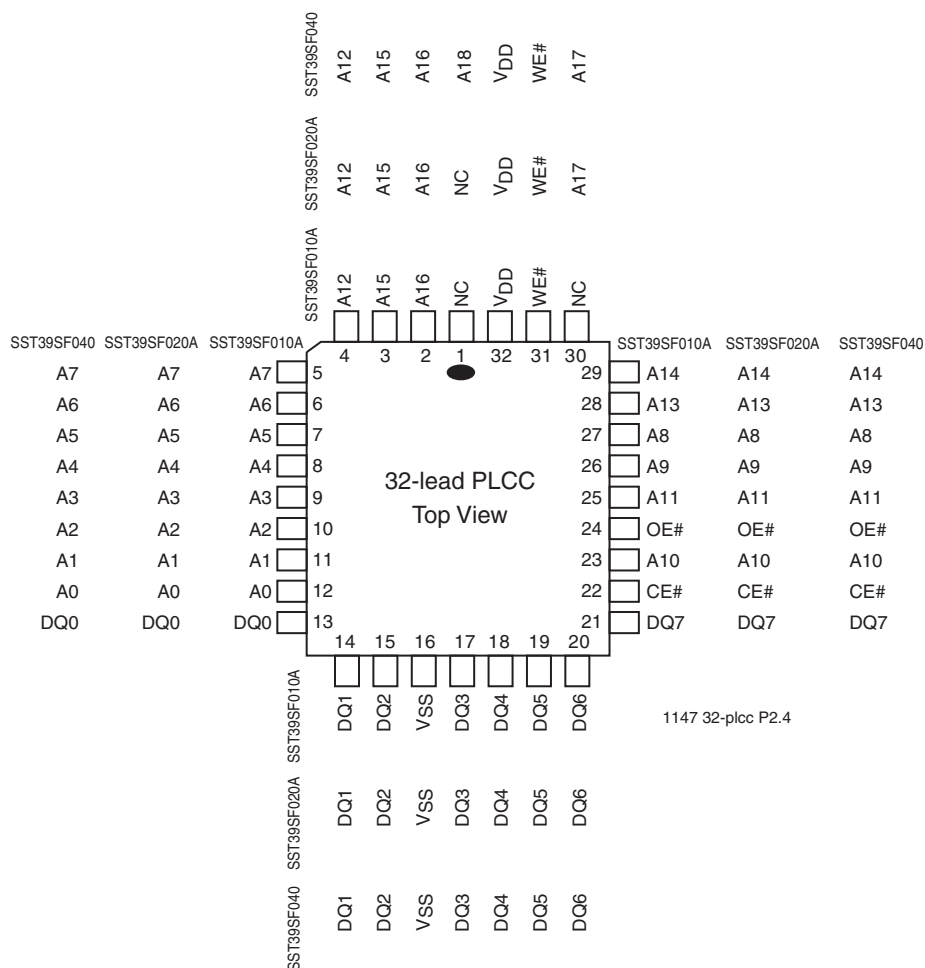 SST39SF040 A12 A15 A16 A18 VDD WE# A17
SST39SF020A A12 A15 A16 NC VDD WE# A17
SST39SF010A A12 A15 A16 NC VDD WE# NC
4 3 2 1 32 31 30
SST39SF040 SST39SF020A SST39SF010A SST39SF010A SST39SF020A SST39SF040
A7 A7 A7 5 29 A14 A14 A14
A6 A6 A6 6 28 A13 A13 A13
A5 A5 A5 7 27 A8 A8 A8
A4 A4 A4 8 26 A9 A9 A9
A3 A3 A3 9 25 A11 A11 A11
A2 A2 A2 10 24 OE# OE# OE#
A1 A1 A1 11 23 A10 A10 A10
A0 A0 A0 12 22 CE# CE# CE#
DQ0 DQ0 DQ0 13 21 DQ7 DQ7 DQ7
32-lead PLCC
Top View
14 15 16 17 18 19 20
SST39SF010A DQ1 DQ2 VSS DQ3 DQ4 DQ5 DQ6
1147 32-plcc P2.4
SST39SF020A DQ1 DQ2 VSS DQ3 DQ4 DQ5 DQ6
SST39SF040 DQ1 DQ2 VSS DQ3 DQ4 DQ5 DQ6